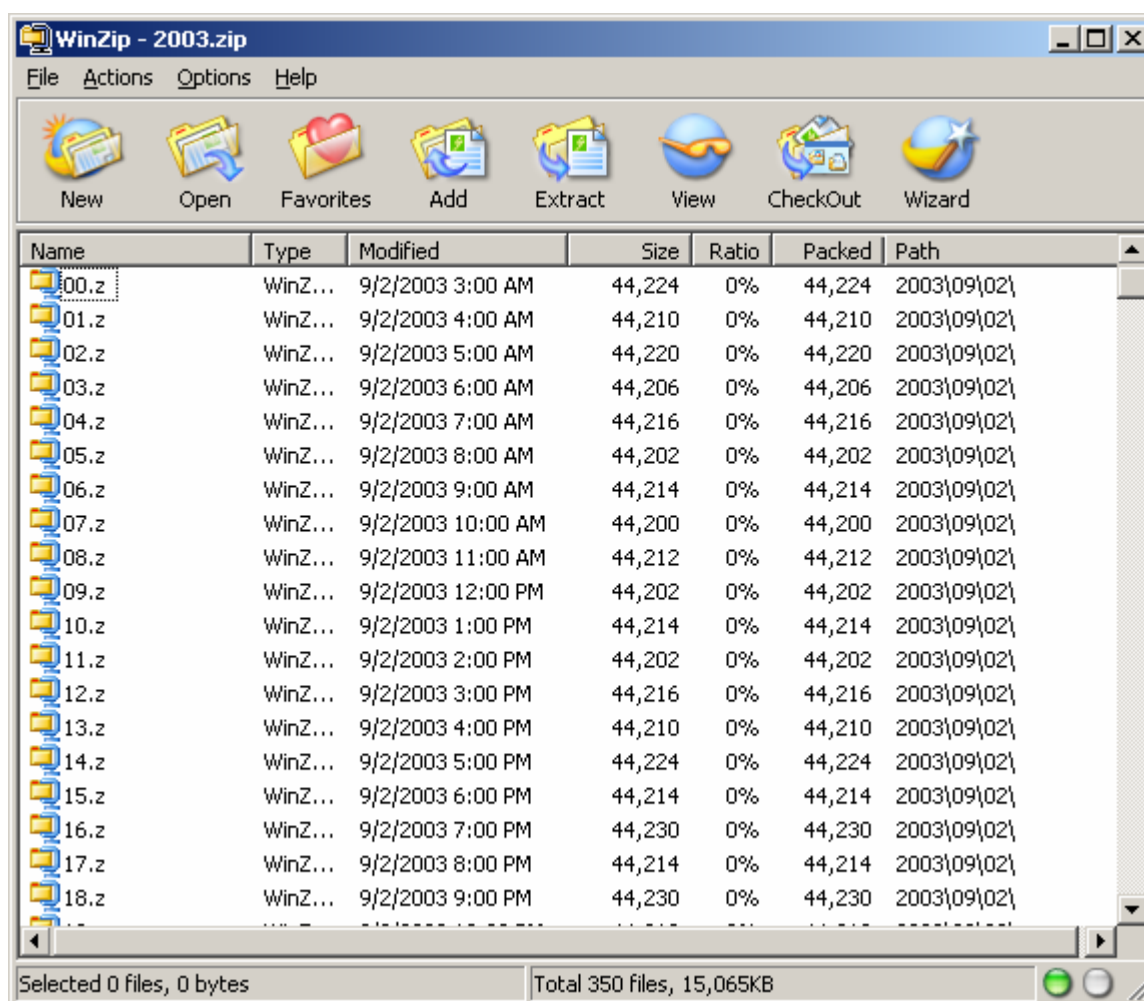 WinZip - 2003.zip
File Actions Options Help
New Open Favorites Add Extract View CheckOut Wizard
Name Type Modified Size Ratio Packed Path
00.z WinZ... 9/2/2003 3:00 AM 44,224 0% 44,224 2003\09\02\
01.z WinZ... 9/2/2003 4:00 AM 44,210 0% 44,210 2003\09\02\
02.z WinZ... 9/2/2003 5:00 AM 44,220 0% 44,220 2003\09\02\
03.z WinZ... 9/2/2003 6:00 AM 44,206 0% 44,206 2003\09\02\
04.z WinZ... 9/2/2003 7:00 AM 44,216 0% 44,216 2003\09\02\
05.z WinZ... 9/2/2003 8:00 AM 44,202 0% 44,202 2003\09\02\
06.z WinZ... 9/2/2003 9:00 AM 44,214 0% 44,214 2003\09\02\
07.z WinZ... 9/2/2003 10:00 AM 44,200 0% 44,200 2003\09\02\
08.z WinZ... 9/2/2003 11:00 AM 44,212 0% 44,212 2003\09\02\
09.z WinZ... 9/2/2003 12:00 PM 44,202 0% 44,202 2003\09\02\
10.z WinZ... 9/2/2003 1:00 PM 44,214 0% 44,214 2003\09\02\
11.z WinZ... 9/2/2003 2:00 PM 44,202 0% 44,202 2003\09\02\
12.z WinZ... 9/2/2003 3:00 PM 44,216 0% 44,216 2003\09\02\
13.z WinZ... 9/2/2003 4:00 PM 44,210 0% 44,210 2003\09\02\
14.z WinZ... 9/2/2003 5:00 PM 44,224 0% 44,224 2003\09\02\
15.z WinZ... 9/2/2003 6:00 PM 44,214 0% 44,214 2003\09\02\
16.z WinZ... 9/2/2003 7:00 PM 44,230 0% 44,230 2003\09\02\
17.z WinZ... 9/2/2003 8:00 PM 44,214 0% 44,214 2003\09\02\
18.z WinZ... 9/2/2003 9:00 PM 44,230 0% 44,230 2003\09\02\
Selected 0 files, 0 bytes Total 350 files, 15,065KB